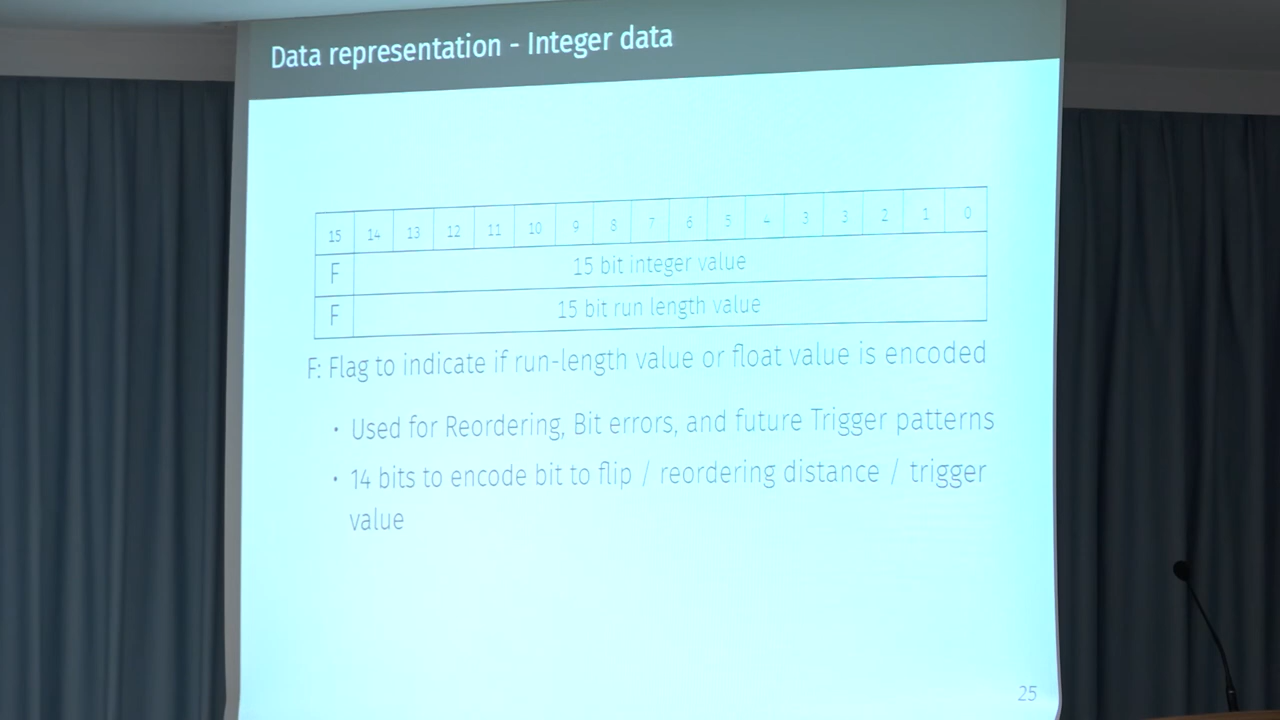 Data representation - Integer data
15 14 13 12 11 10 9 8 7 6 5 4 3 3 2 1 0
F 15 bit integer value
F 15 bit run length value
F: Flag to indicate if run-length value or float value is encoded
• Used for Reordering, Bit errors, and future Trigger patterns
• 14 bits to encode bit to flip / reordering distance / trigger
value
25